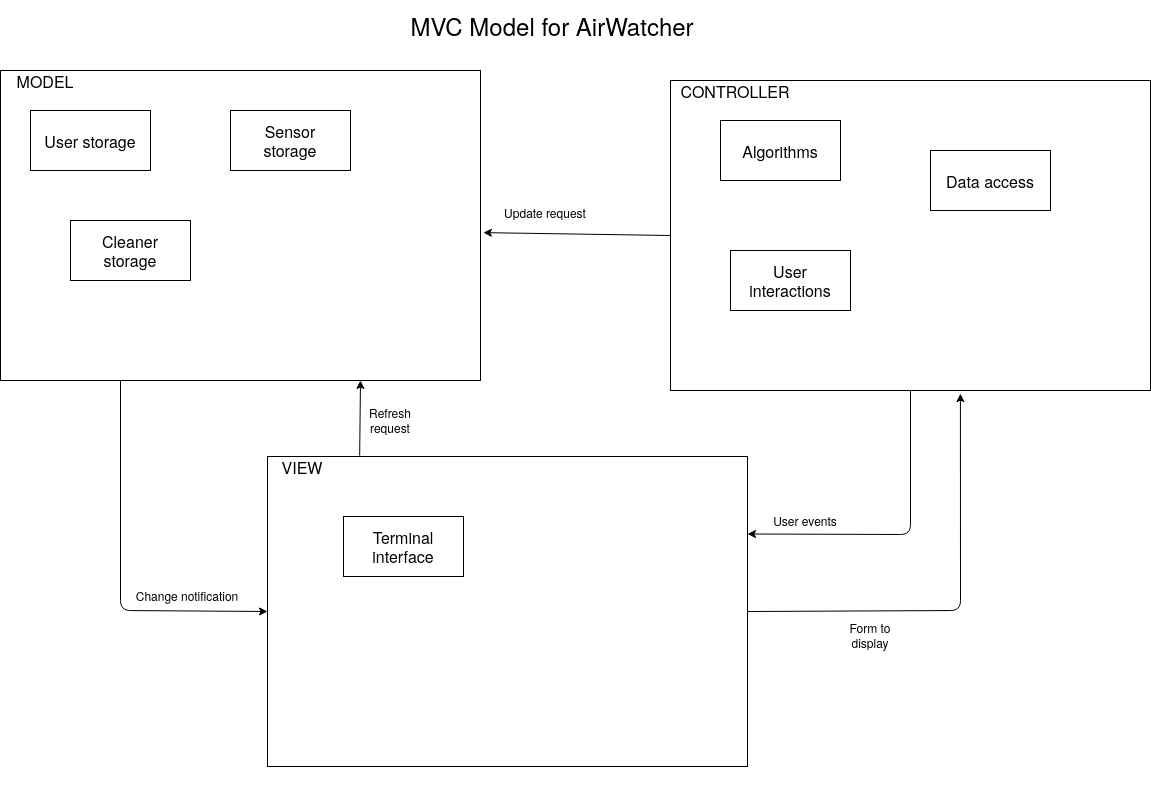 MVC Model for AirWatcher
MODEL
User storage
Sensor
storage
Cleaner
storage
CONTROLLER
Algorithms
Data access
User
interactions
Update request
Refresh
request
VIEW
Terminal
interface
User events
Change notification
Form to
display